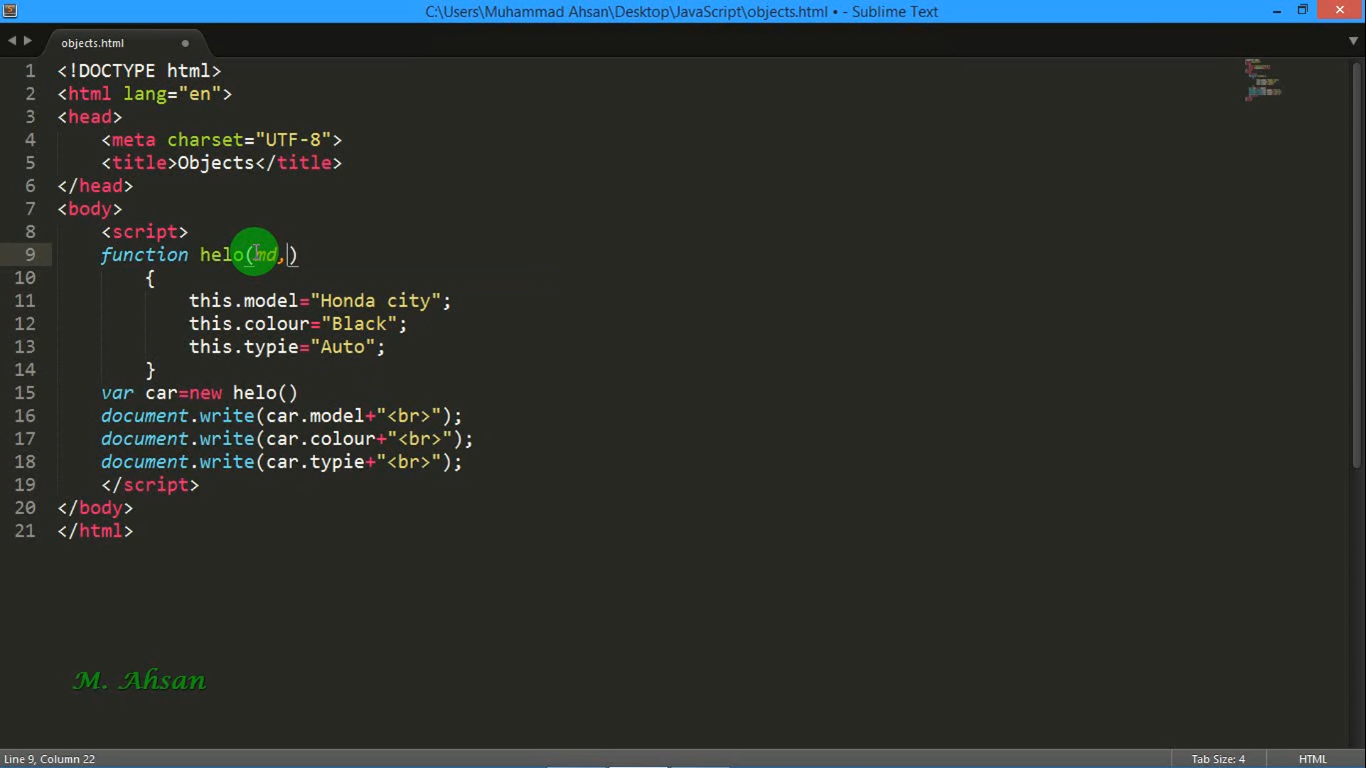 C:\Users\Muhammad Ahsan\Desktop\JavaScript\objects.html • - Sublime Text
objects.html
1 <!DOCTYPE html>
2 <html lang="en">
3 <head>
4 <meta charset="UTF-8">
5 <title>Objects</title>
6 </head>
7 <body>
8 <script>
9 function helo(md,)
10 {
11 this.model="Honda city";
12 this.colour="Black";
13 this.typie="Auto";
14 }
15 var car=new helo()
16 document.write(car.model+"<br>");
17 document.write(car.colour+"<br>");
18 document.write(car.typie+"<br>");
19 </script>
20 </body>
21 </html>
M. Ahsan
Line 9, Column 22 Tab Size: 4 HTML